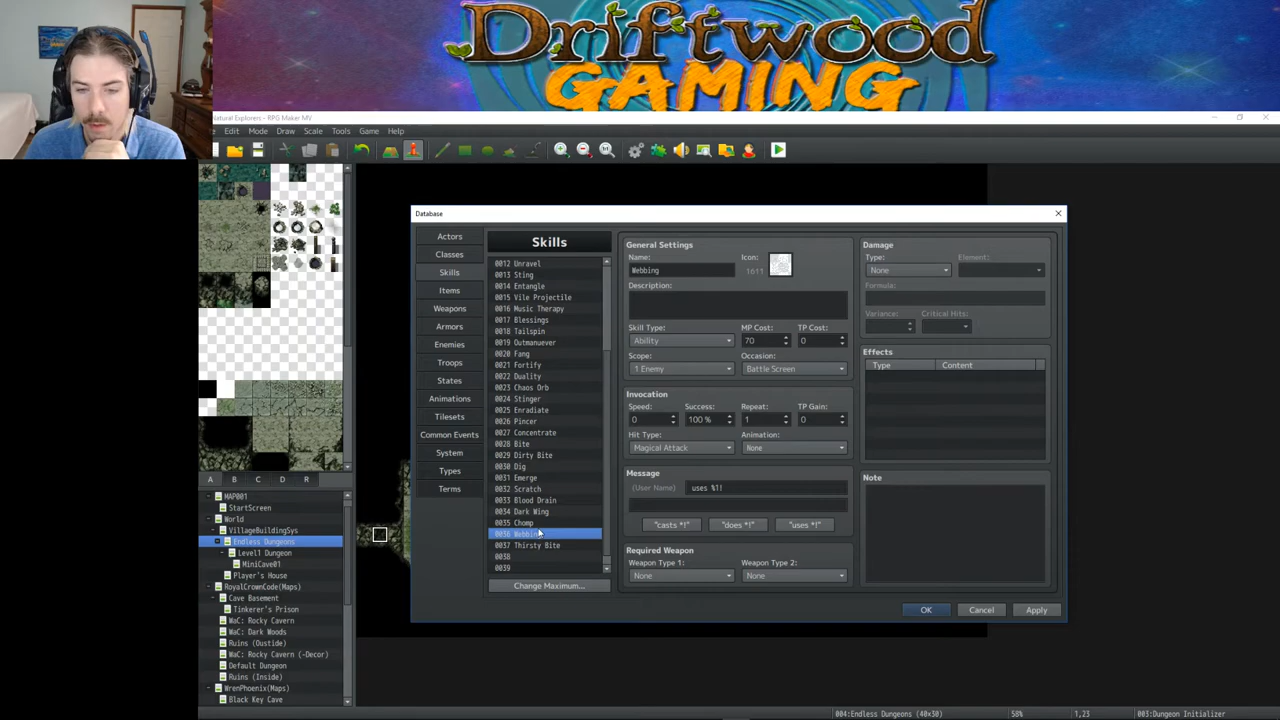 Driftwood
GAMING
Natural Explorers - RPG Maker MV
Edit Mode Draw Scale Tools Game Help
Database
Actors
Classes
Skills
Items
Weapons
Armors
Enemies
Troops
States
Animations
Tilesets
Common Events
System
Types
Terms
Skills
0012 Unravel
0013 Sting
0014 Entangle
0015 Vile Projectile
0016 Music Therapy
0017 Blessings
0018 Tailspin
0019 Outmanuever
0020 Fang
0021 Fortify
0022 Duality
0023 Chaos Orb
0024 Stinger
0025 Enradiate
0026 Pincer
0027 Concentrate
0028 Bite
0029 Dirty Bite
0030 Dig
0031 Emerge
0032 Scratch
0033 Blood Drain
0034 Dark Wing
0035 Chomp
0036 Webbing
0037 Thirsty Bite
0038
0039
Change Maximum...
General Settings
Name: Icon:
Webbing 1611
Description:
Skill Type: MP Cost: TP Cost:
Ability 70 0
Scope: Occasion:
1 Enemy Battle Screen
Invocation
Speed: Success: Repeat: TP Gain:
0 100 % 1 0
Hit Type: Animation:
Magical Attack None
Message
(User Name) uses %1!
"casts *!" "does *!" "uses *!"
Required Weapon
Weapon Type 1: Weapon Type 2:
None None
Damage
Type: Element:
None
Formula:
Variance: Critical Hits:
Effects
Type Content
Note
OK Cancel Apply
A B C D R
MAP001
StartScreen
World
VillageBuildingSys
Endless Dungeons
Level1 Dungeon
MiniCave01
Player's House
RoyalCrownCode(Maps)
Cave Basement
Tinkerer's Prison
WaC: Rocky Cavern
WaC: Dark Woods
Ruins (Oustide)
WaC: Rocky Cavern (-Decor)
Default Dungeon
Ruins (Inside)
WrenPhoenix(Maps)
Black Key Cave
004:Endless Dungeons (40×30) 58% 1,23 003:Dungeon Initializer